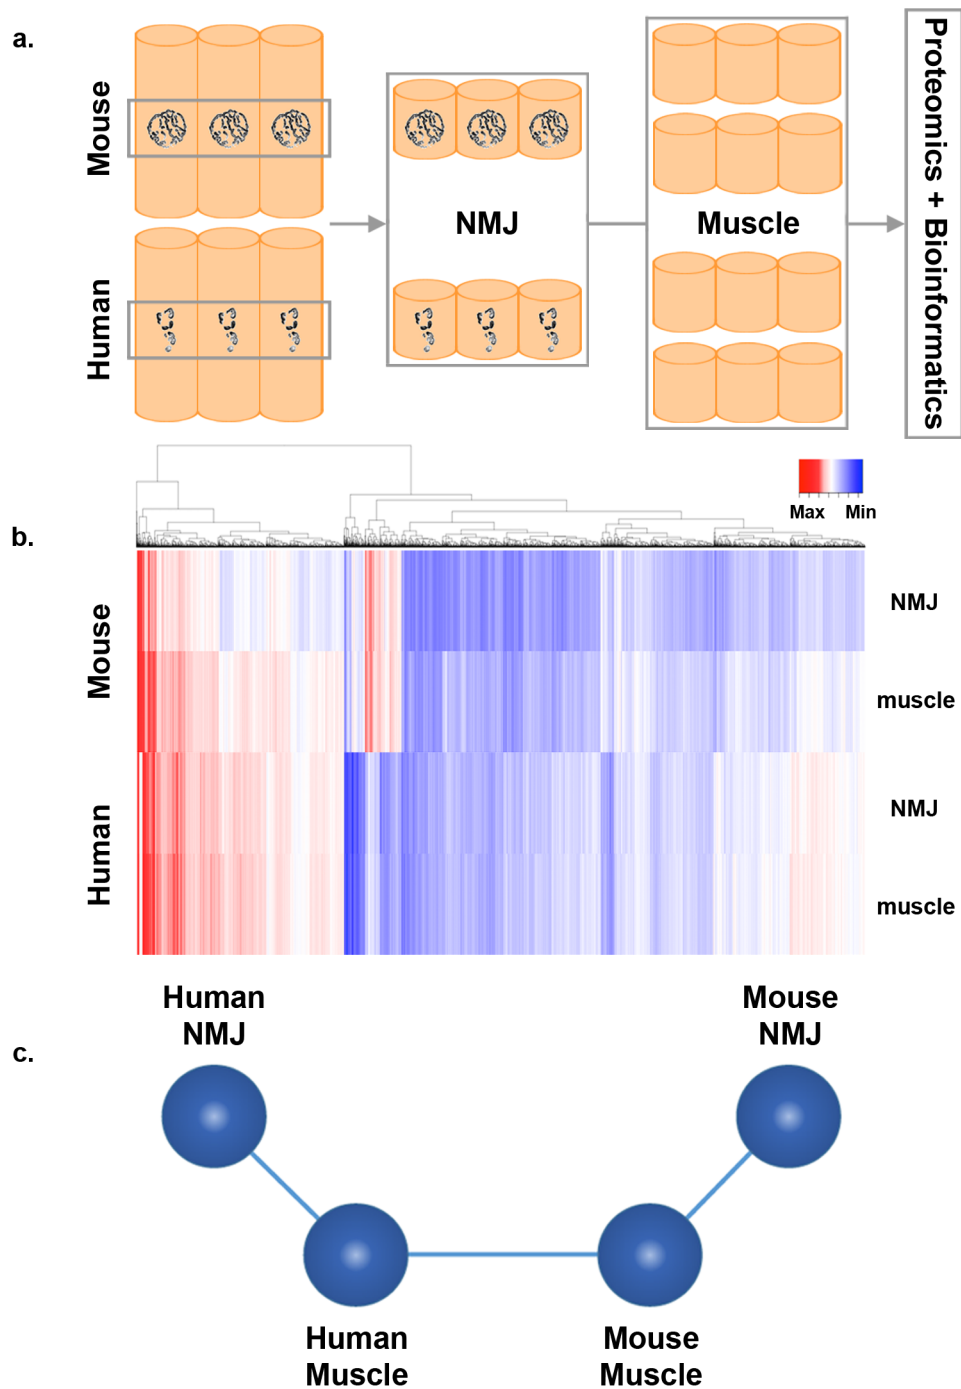 a.
Mouse
Human
NMJ
Muscle
Proteomics + Bioinformatics
Max Min
b.
Mouse
Human
NMJ
muscle
NMJ
muscle
c.
Human
NMJ
Mouse
NMJ
Human
Muscle
Mouse
Muscle